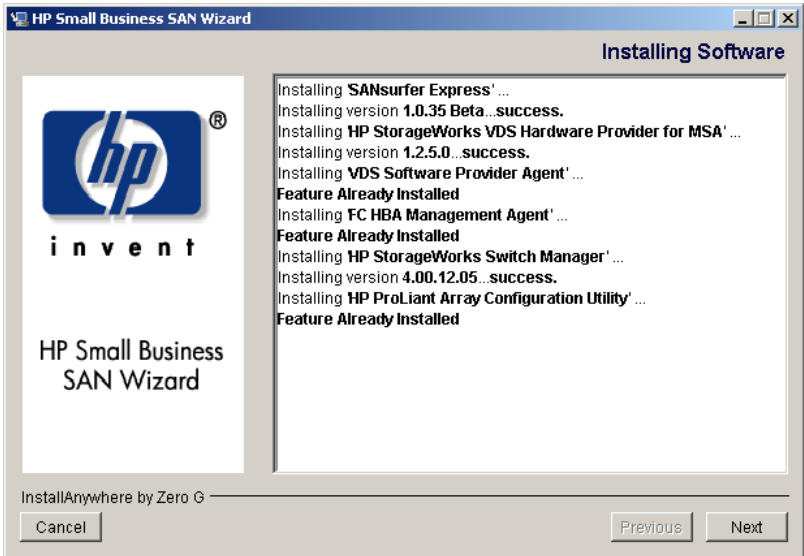 HP Small Business SAN Wizard
Installing Software
hp
®
invent
HP Small Business
SAN Wizard
Installing 'SANsurfer Express' ...
Installing version 1.0.35 Beta...success.
Installing 'HP StorageWorks VDS Hardware Provider for MSA' ...
Installing version 1.2.5.0...success.
Installing 'VDS Software Provider Agent' ...
Feature Already Installed
Installing 'FC HBA Management Agent' ...
Feature Already Installed
Installing 'HP StorageWorks Switch Manager' ...
Installing version 4.00.12.05...success.
Installing 'HP ProLiant Array Configuration Utility' ...
Feature Already Installed
InstallAnywhere by Zero G
Cancel
Previous
Next